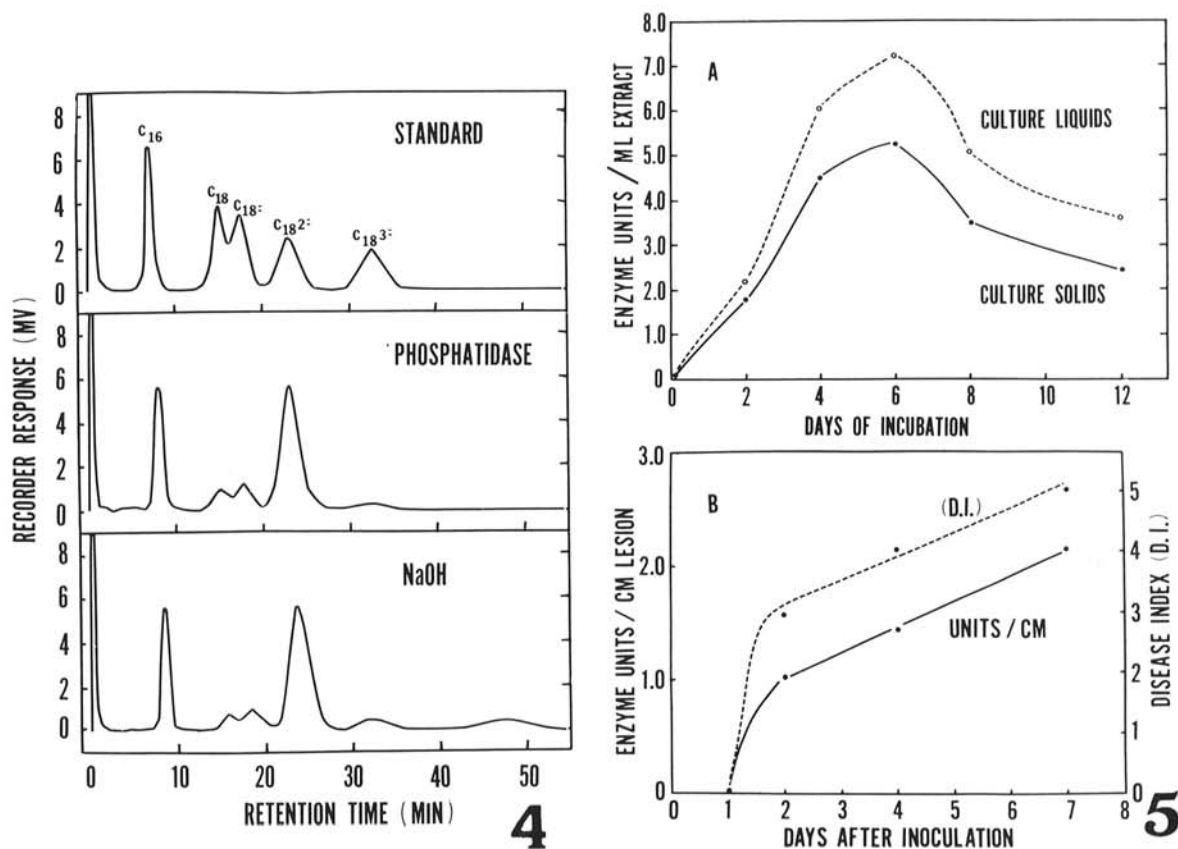 STANDARD
C16
C18
C18=
C18 2=
C18 3=
8
6
4
2
0
PHOSPHATIDASE
8
6
4
2
0
NaOH
8
6
4
2
0
0 10 20 30 40 50
RECORDER RESPONSE (MV)
RETENTION TIME (MIN)
4
A
8.0
7.0
6.0
5.0
4.0
3.0
2.0
1.0
0
CULTURE LIQUIDS
CULTURE SOLIDS
0 2 4 6 8 10 12
ENZYME UNITS / ML EXTRACT
DAYS OF INCUBATION
B
3.0
2.0
1.0
0
(D.I.)
UNITS / CM
5
4
3
2
1
0
0 1 2 3 4 5 6 7 8
ENZYME UNITS / CM LESION
DISEASE INDEX (D.I.)
DAYS AFTER INOCULATION
5